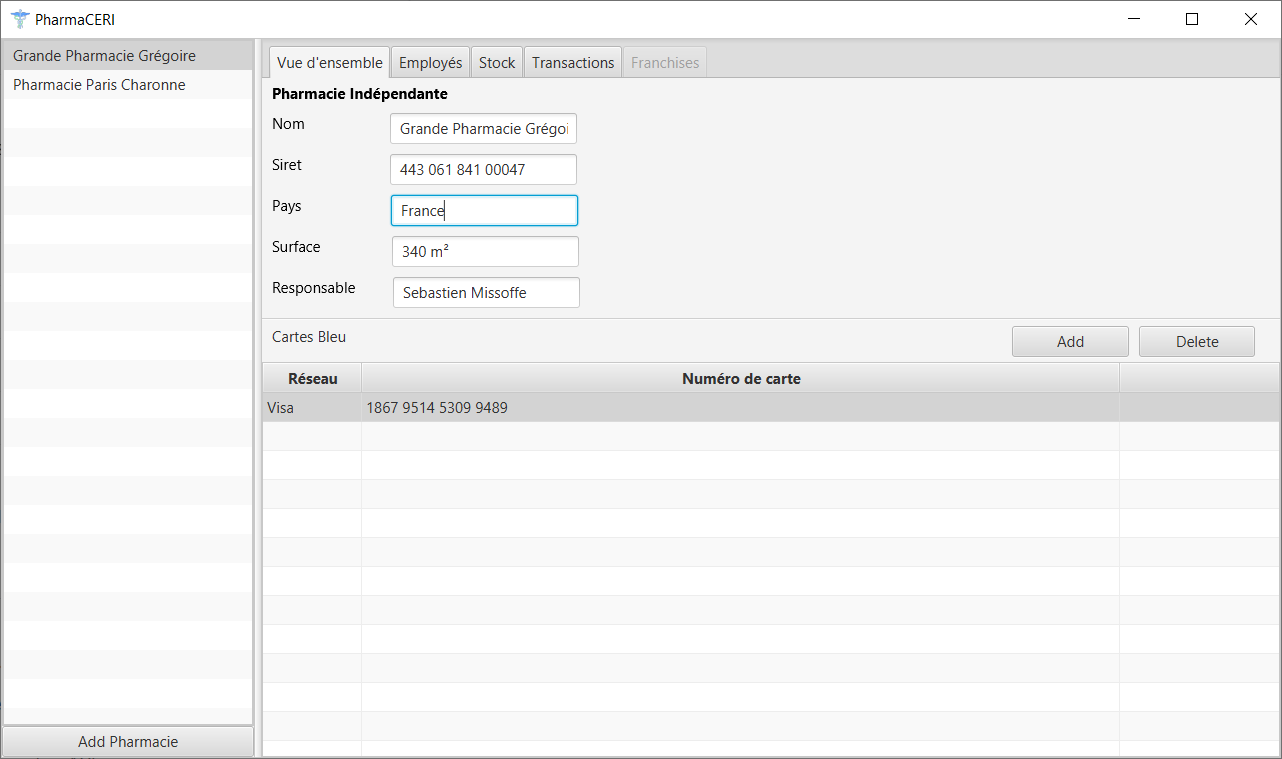 PharmaCERI
Grande Pharmacie Grégoire
Pharmacie Paris Charonne
Add Pharmacie
Vue d'ensemble Employés Stock Transactions Franchises
Pharmacie Indépendante
Nom Grande Pharmacie Grégoi
Siret 443 061 841 00047
Pays France
Surface 340 m²
Responsable Sebastien Missoffe
Cartes Bleu Add Delete
Réseau Numéro de carte
Visa 1867 9514 5309 9489